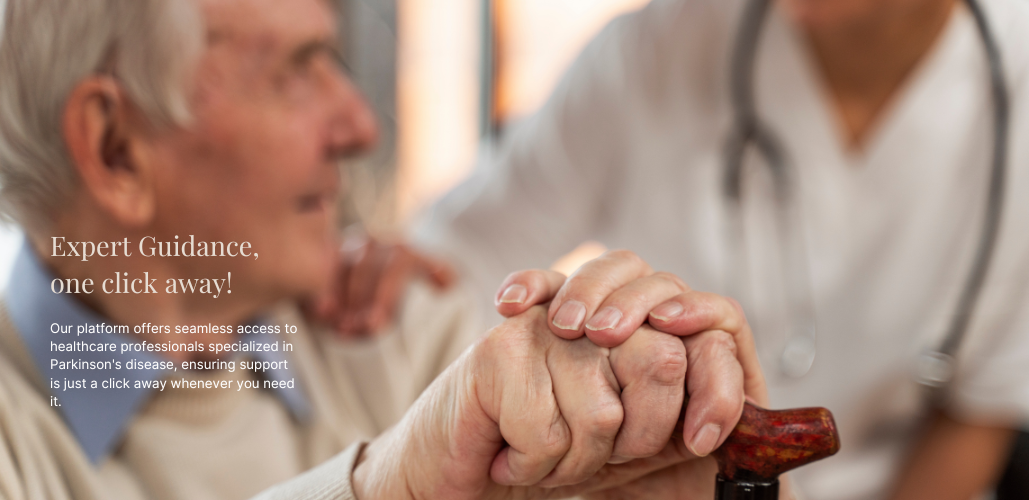 Expert Guidance,
one click away!
Our platform offers seamless access to
healthcare professionals specialized in
Parkinson's disease, ensuring support
is just a click away whenever you need
it.